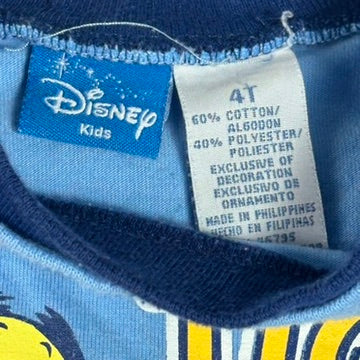 Disney
Kids
4T
60% COTTON/
ALGODON
40% POLYESTER/
POLIESTER
EXCLUSIVE OF
DECORATION
EXCLUSIVO DE
ORNAMENTO
MADE IN PHILIPPINES
HECHO EN FILIPINAS